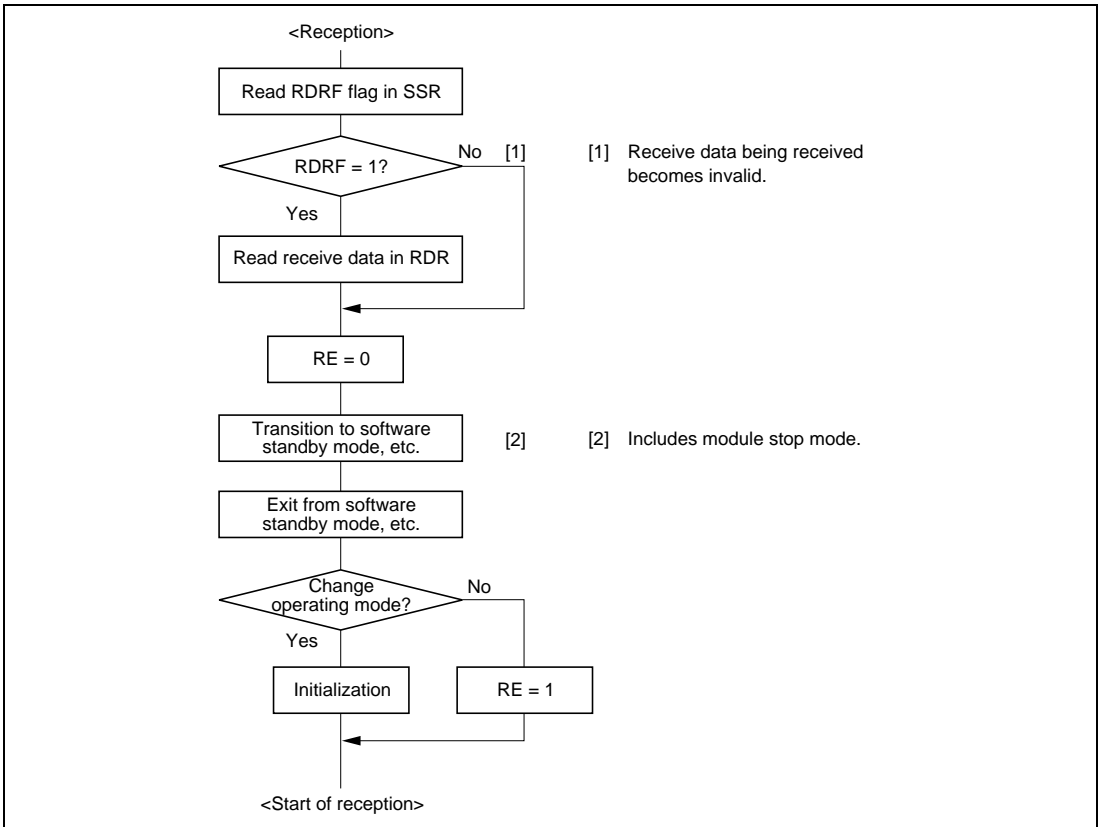 <Reception>
Read RDRF flag in SSR
RDRF = 1?
No [1]
[1] Receive data being received
becomes invalid.
Yes
Read receive data in RDR
RE = 0
Transition to software
standby mode, etc.
[2]
[2] Includes module stop mode.
Exit from software
standby mode, etc.
Change
operating mode?
No
Yes
Initialization
RE = 1
<Start of reception>